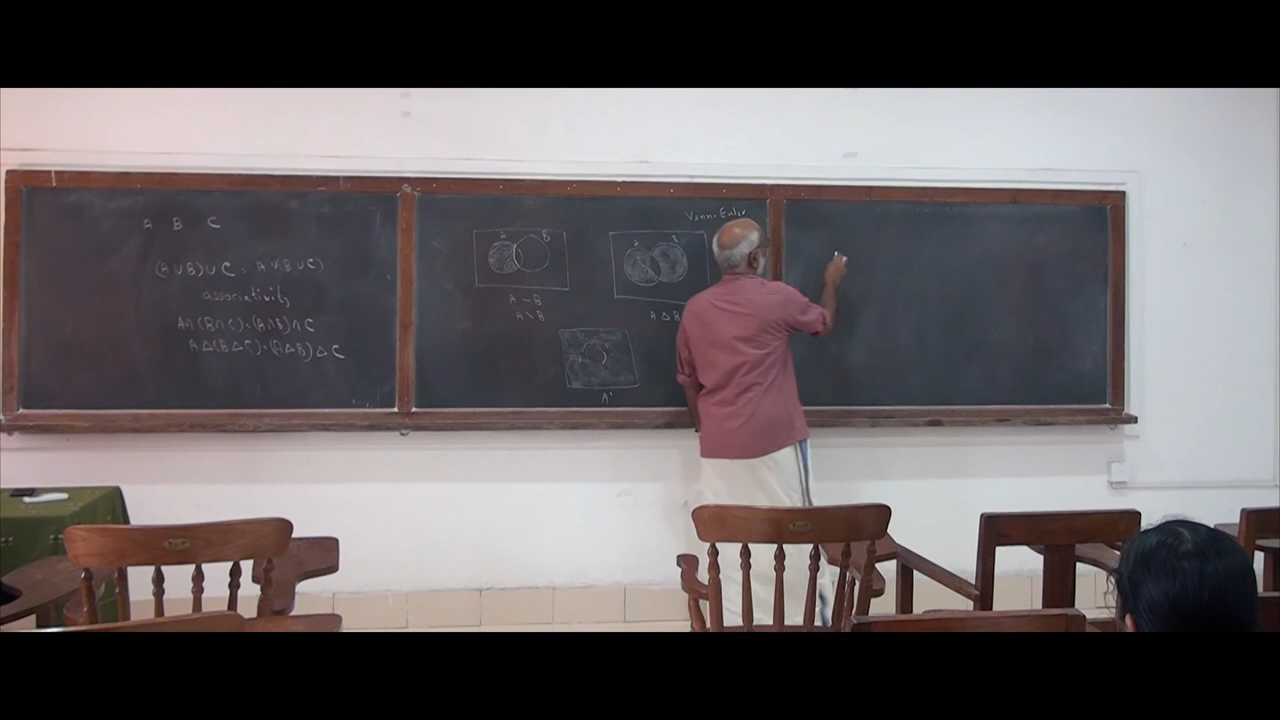 A B C
(A ∪ B) ∪ C = A ∪ (B ∪ C)
associativity
A ∩ (B ∩ C) = (A ∩ B) ∩ C
A Δ (B Δ C) = (A Δ B) Δ C
Venn-Euler
A B
A − B
A \ B
A B
A Δ B
A'